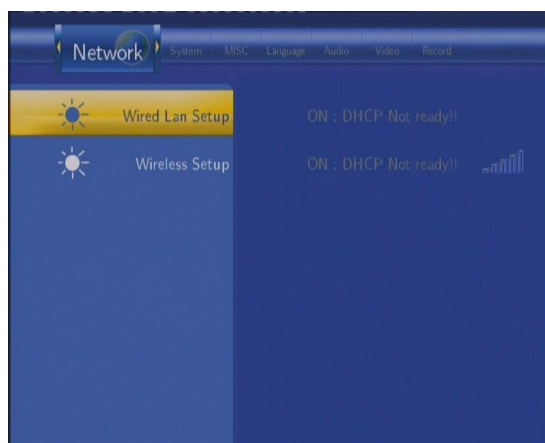 Network System MISC Language Audio Video Record
Wired Lan Setup ON : DHCP Not ready!!
Wireless Setup ON : DHCP Not ready!!